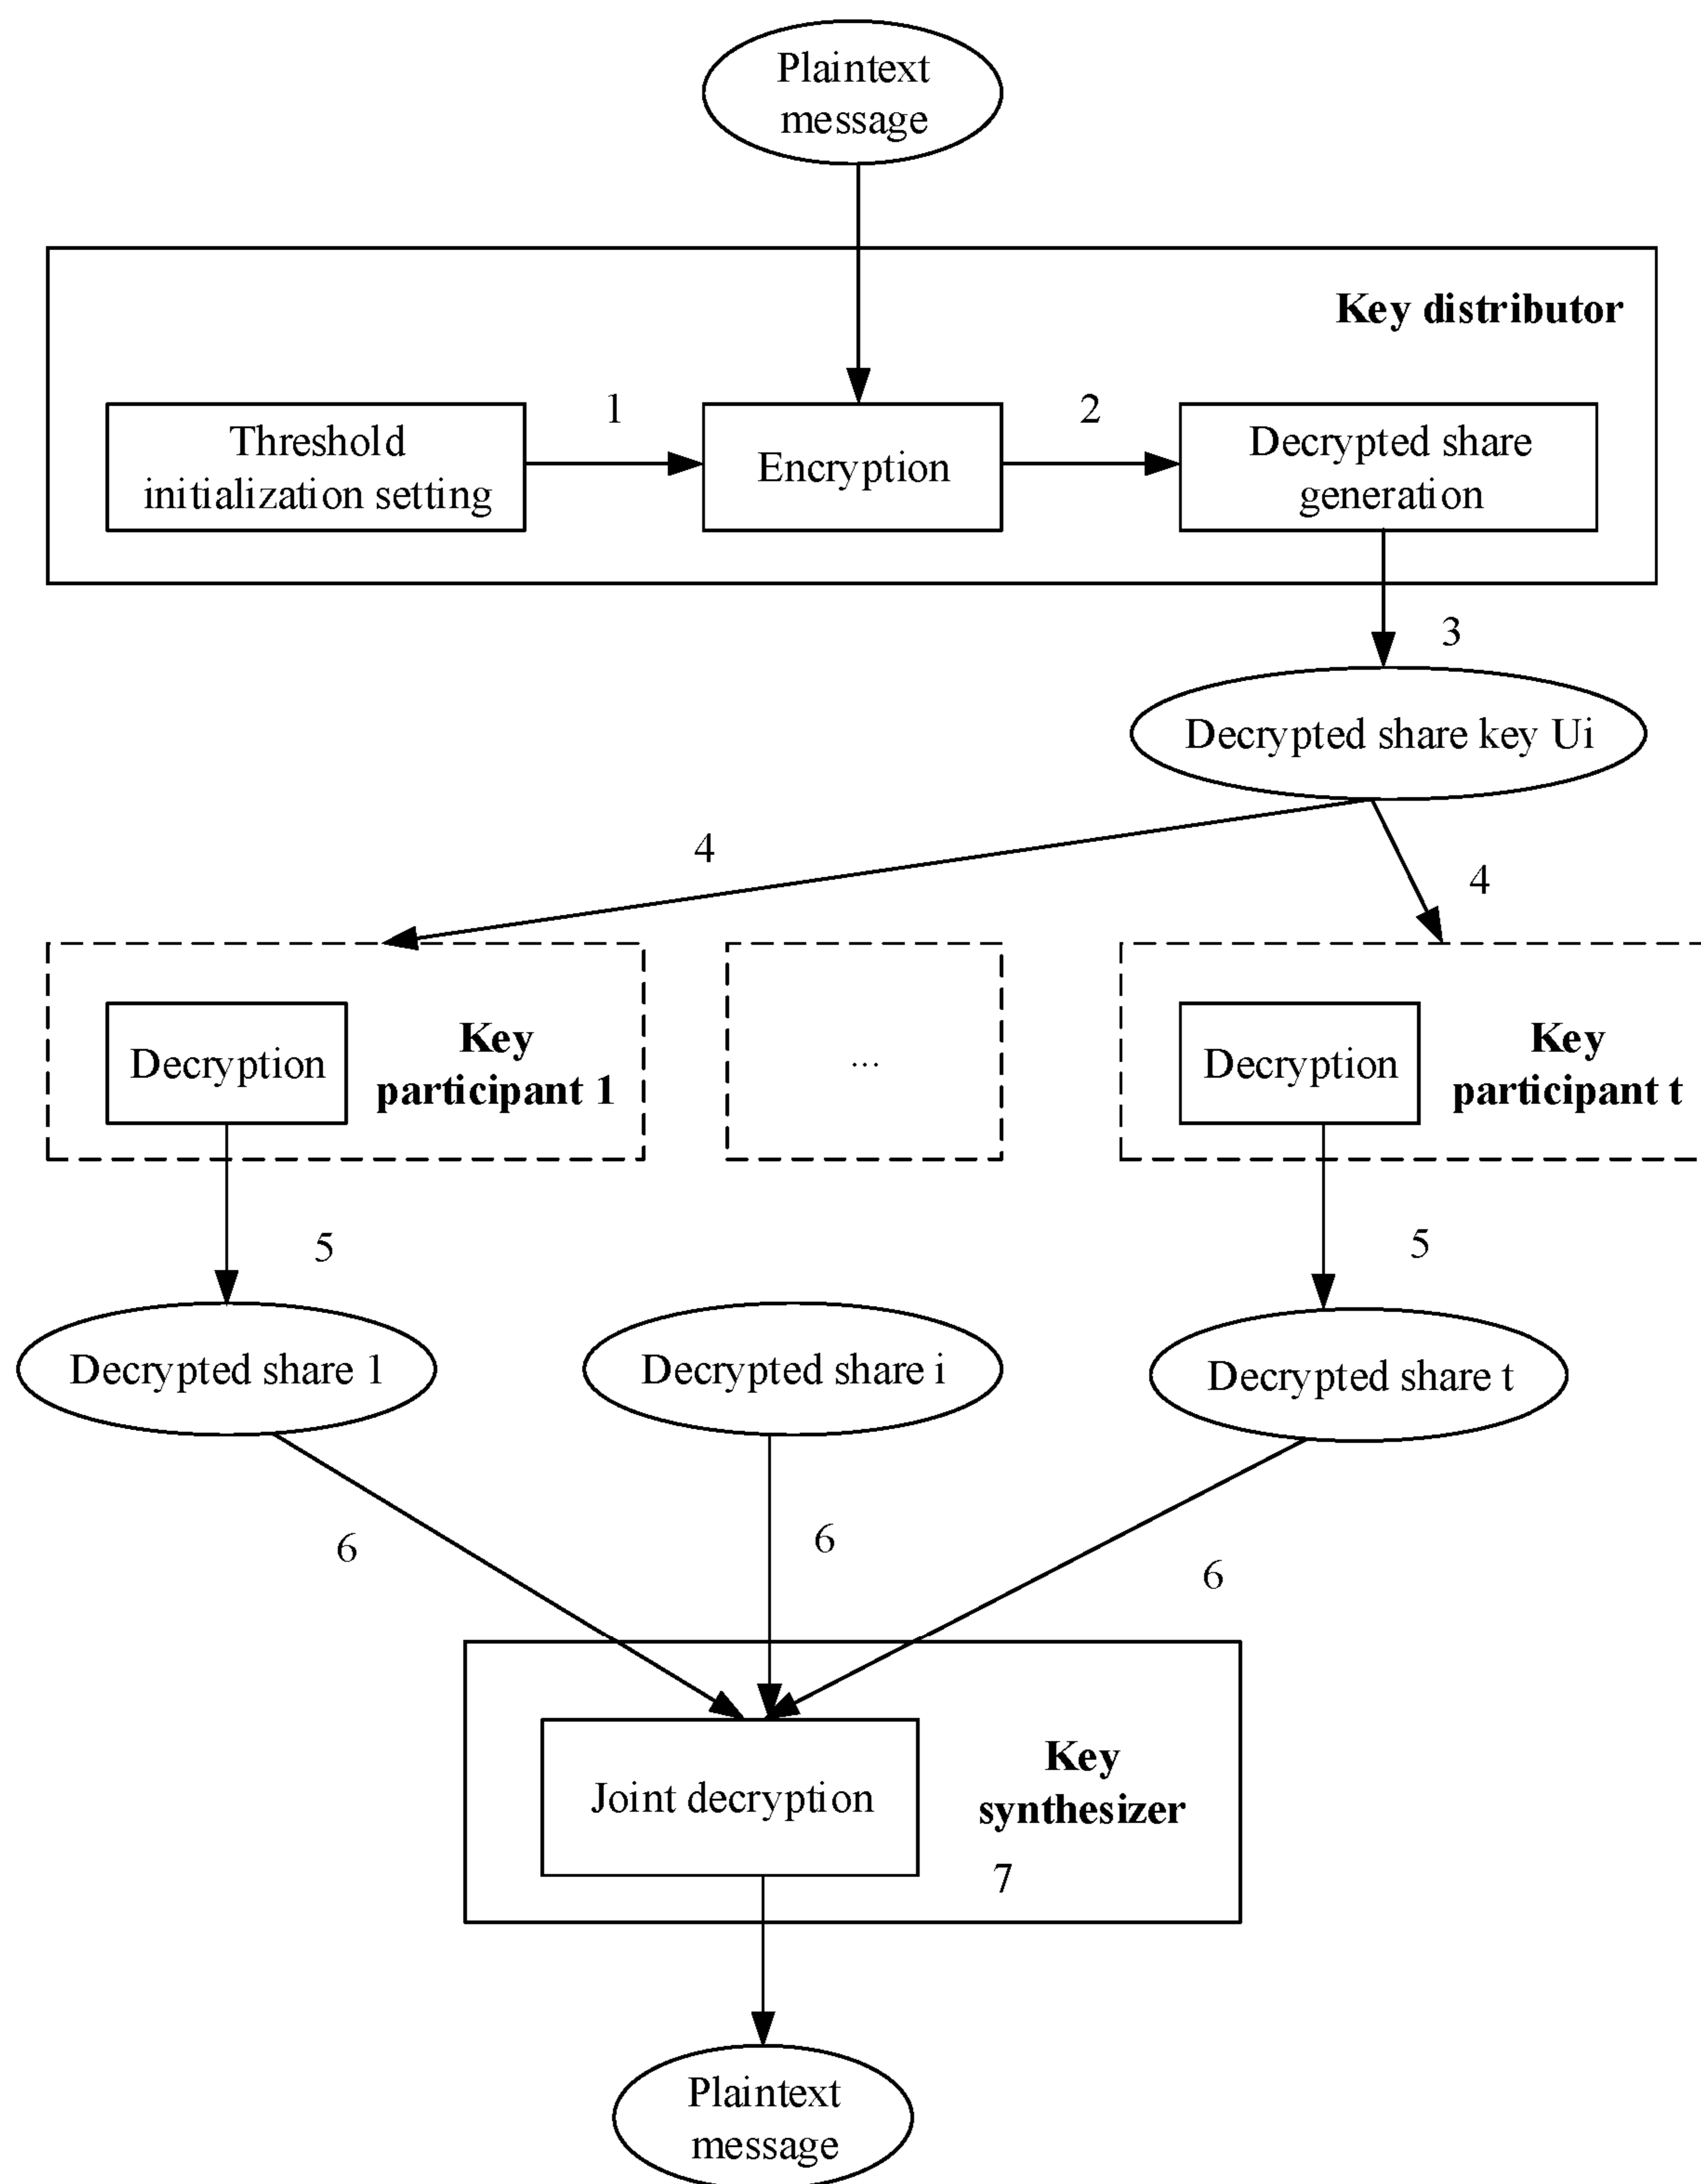 Plaintext
message
Key distributor
1
2
Threshold
initialization setting
Encryption
Decrypted share
generation
3
Decrypted share key Ui
4
4
Decryption
Key
participant 1
...
Decryption
Key
participant t
5
5
Decrypted share 1
Decrypted share i
Decrypted share t
6
6
6
Joint decryption
Key
synthesizer
7
Plaintext
message